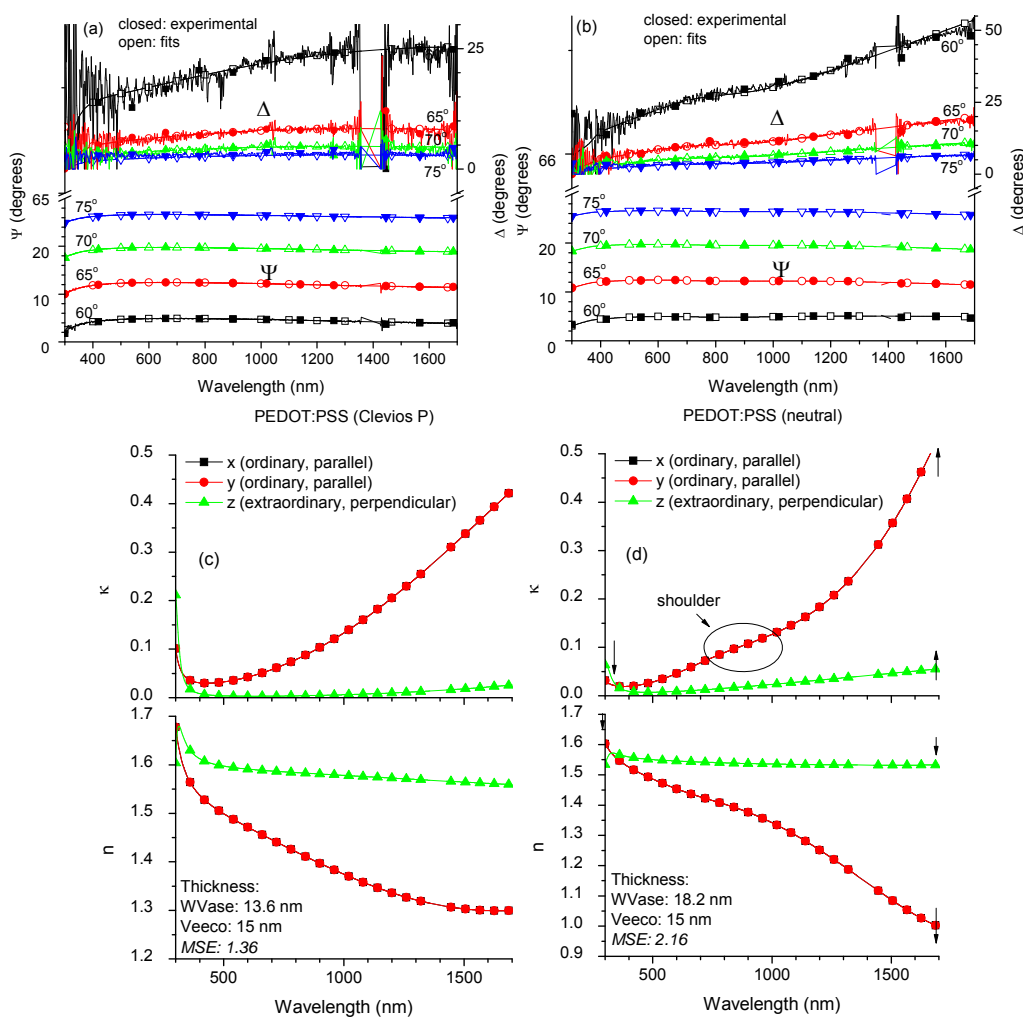 (a)
closed: experimental
open: fits
25
0
Δ
65°
70°
75°
Ψ (degrees)
Δ (degrees)
65
20
10
0
75°
70°
65°
Ψ
60°
400 600 800 1000 1200 1400 1600
Wavelength (nm)
PEDOT:PSS (Clevios P)
(b)
closed: experimental
open: fits
50
25
0
60°
Δ
65°
70°
75°
Ψ (degrees)
Δ (degrees)
66
20
10
0
75°
70°
65°
Ψ
60°
400 600 800 1000 1200 1400 1600
Wavelength (nm)
PEDOT:PSS (neutral)
0.5
0.4
0.3
0.2
0.1
0.0
κ
x (ordinary, parallel)
y (ordinary, parallel)
z (extraordinary, perpendicular)
(c)
1.7
1.6
1.5
1.4
1.3
1.2
n
Thickness:
WVase: 13.6 nm
Veeco: 15 nm
MSE: 1.36
500 1000 1500
Wavelength (nm)
0.5
0.4
0.3
0.2
0.1
0.0
κ
x (ordinary, parallel)
y (ordinary, parallel)
z (extraordinary, perpendicular)
(d)
shoulder
1.7
1.6
1.5
1.4
1.3
1.2
1.1
1.0
0.9
n
Thickness:
WVase: 18.2 nm
Veeco: 15 nm
MSE: 2.16
500 1000 1500
Wavelength (nm)